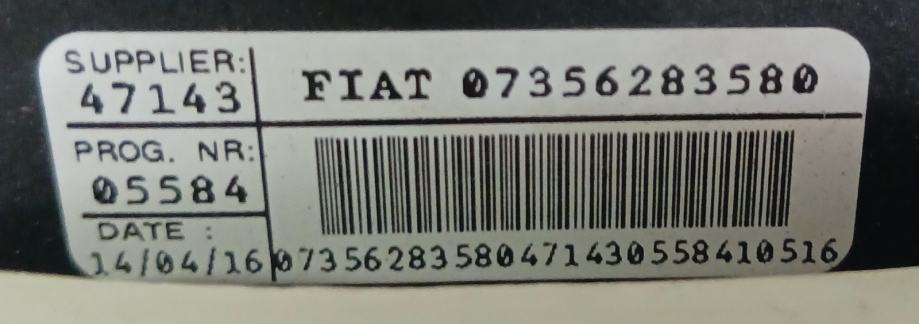 SUPPLIER:
47143
FIAT 07356283580
PROG. NR:
05584
DATE :
14/04/16
07356283580471430558410516